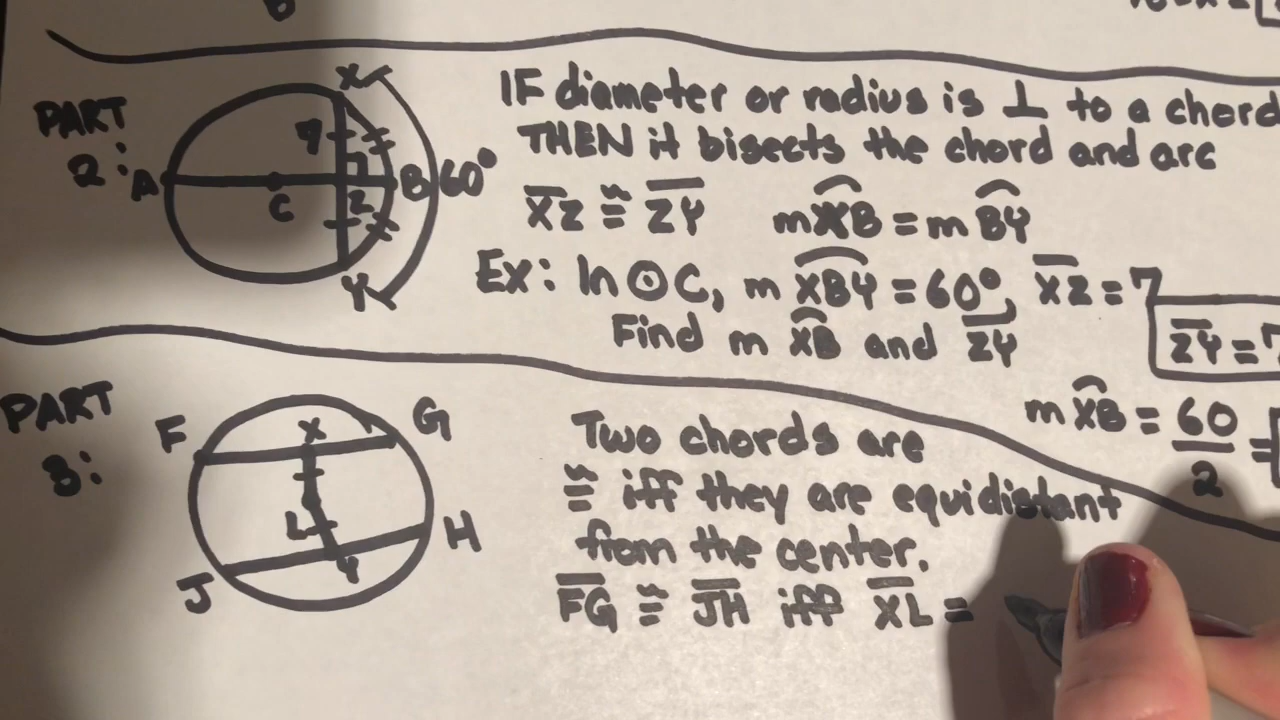 PART
2:
X
7
A
C
Z
B
60°
Y
IF diameter or radius is ⊥ to a chord
THEN it bisects the chord and arc
XZ ≅ ZY mXB = m BY
Ex: In ⊙C, m XBY = 60°, XZ = 7
Find m XB and ZY
ZY = 7
m XB = 60
2
=
PART
3:
F
X
G
L
H
J
Y
Two chords are
≅ iff they are equidistant
from the center.
FG ≅ JH iff XL =